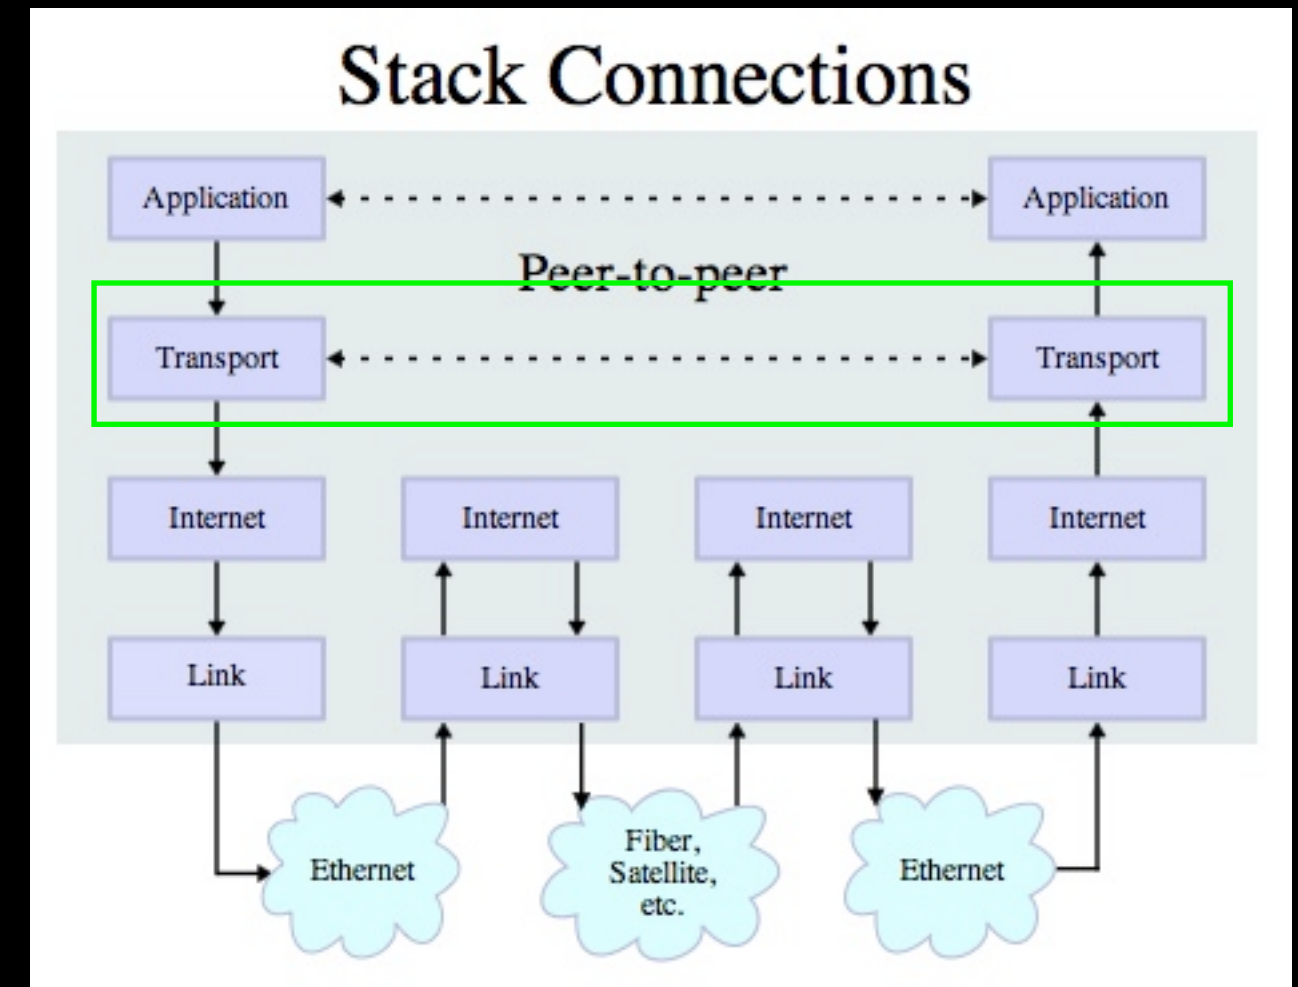 Stack Connections
Application
Application
Peer-to-peer
Transport
Transport
Internet
Internet
Internet
Internet
Link
Link
Link
Link
Ethernet
Fiber,
Satellite,
etc.
Ethernet